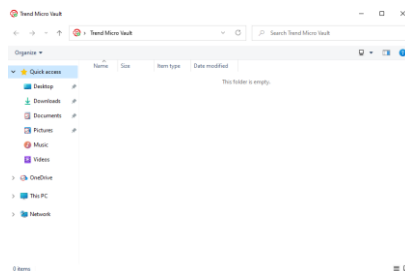 Trend Micro Vault
Trend Micro Vault
Search Trend Micro Vault
Organize
Name Size Item type Date modified
This folder is empty.
Quick access
Desktop
Downloads
Documents
Pictures
Music
Videos
OneDrive
This PC
Network
0 items